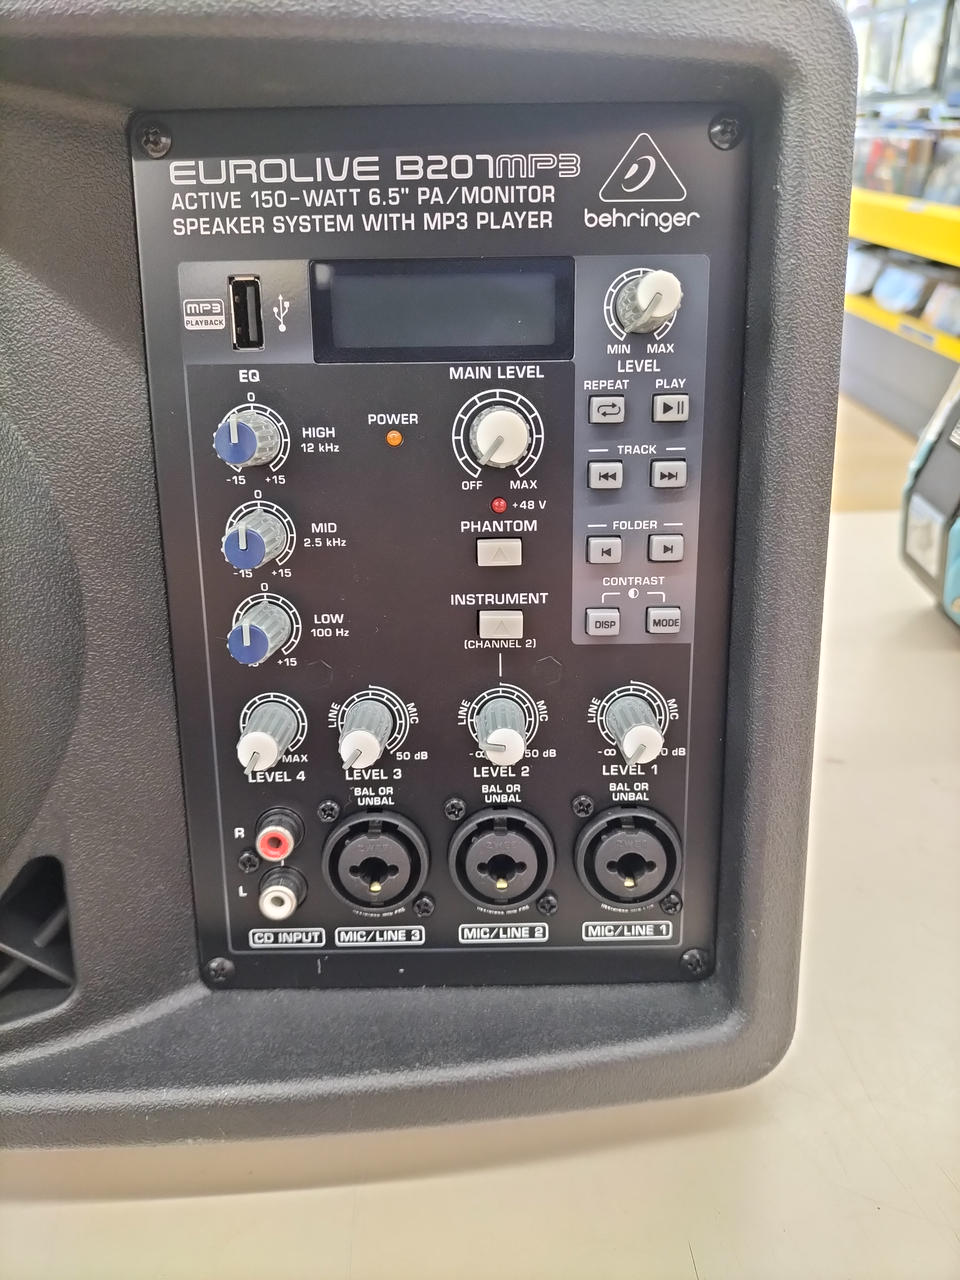 EUROLIVE B207MP3
ACTIVE 150-WATT 6.5" PA/MONITOR
SPEAKER SYSTEM WITH MP3 PLAYER
behringer
MP3
PLAYBACK
MIN MAX
LEVEL
EQ
MAIN LEVEL
REPEAT PLAY
0
POWER
HIGH
12 kHz
-15 +15
OFF MAX
TRACK
+48 V
0
PHANTOM
MID
2.5 kHz
-15 +15
FOLDER
0
INSTRUMENT
(CHANNEL 2)
CONTRAST
DISP MODE
LOW
100 Hz
+15
MAX
LEVEL 4
LINE MIC
50 dB
LEVEL 3
LINE MIC
-∞ 50 dB
LEVEL 2
LINE MIC
-∞ 0 dB
LEVEL 1
BAL OR
UNBAL
BAL OR
UNBAL
BAL OR
UNBAL
R
L
CD INPUT
MIC/LINE 3
MIC/LINE 2
MIC/LINE 1